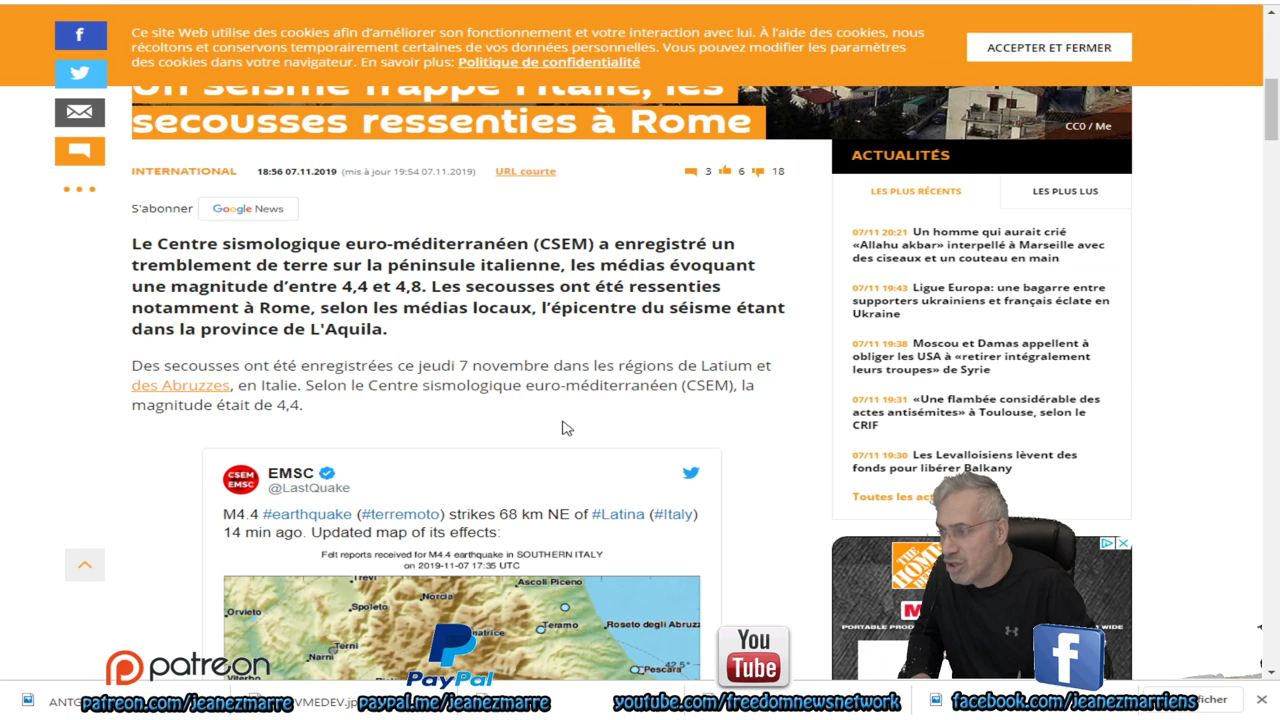 Ce site Web utilise des cookies afin d'améliorer son fonctionnement et votre interaction avec lui. À l'aide des cookies, nous
récoltons et conservons temporairement certaines de vos données personnelles. Vous pouvez modifier les paramètres
des cookies dans votre navigateur. En savoir plus: Politique de confidentialité
ACCEPTER ET FERMER
Un séisme frappe l'Italie, les
secousses ressenties à Rome
CC0 / Me
INTERNATIONAL 18:56 07.11.2019 (mis à jour 19:54 07.11.2019) URL courte 3 6 18
S'abonner Google News
Le Centre sismologique euro-méditerranéen (CSEM) a enregistré un
tremblement de terre sur la péninsule italienne, les médias évoquant
une magnitude d'entre 4,4 et 4,8. Les secousses ont été ressenties
notamment à Rome, selon les médias locaux, l'épicentre du séisme étant
dans la province de L'Aquila.
Des secousses ont été enregistrées ce jeudi 7 novembre dans les régions de Latium et
des Abruzzes, en Italie. Selon le Centre sismologique euro-méditerranéen (CSEM), la
magnitude était de 4,4.
CSEM
EMSC
EMSC
@LastQuake
M4.4 #earthquake (#terremoto) strikes 68 km NE of #Latina (#Italy)
14 min ago. Updated map of its effects:
Felt reports received for M4.4 earthquake in SOUTHERN ITALY
on 2019-11-07 17:35 UTC
Trevi
Ascoli Piceno
Norcia
Orvieto
Spoleto
Teramo
Roseto degli Abruzz
Terni
Narni
Viterbo
Pescara
42.5°
ACTUALITÉS
LES PLUS RÉCENTS
LES PLUS LUS
07/11 20:21 Un homme qui aurait crié
«Allahu akbar» interpellé à Marseille avec
des ciseaux et un couteau en main
07/11 19:43 Ligue Europa: une bagarre entre
supporters ukrainiens et français éclate en
Ukraine
07/11 19:38 Moscou et Damas appellent à
obliger les USA à «retirer intégralement
leurs troupes» de Syrie
07/11 19:31 «Une flambée considérable des
actes antisémites» à Toulouse, selon le
CRIF
07/11 19:30 Les Levalloisiens lèvent des
fonds pour libérer Balkany
Toutes les
THE HOME
PORTABLE
patreon
PayPal
You
Tube
patreon.com/jeanezmarre
paypal.me/jeanezmarre
youtube.com/freedomnewsnetwork
facebook.com/jeanezmarriens